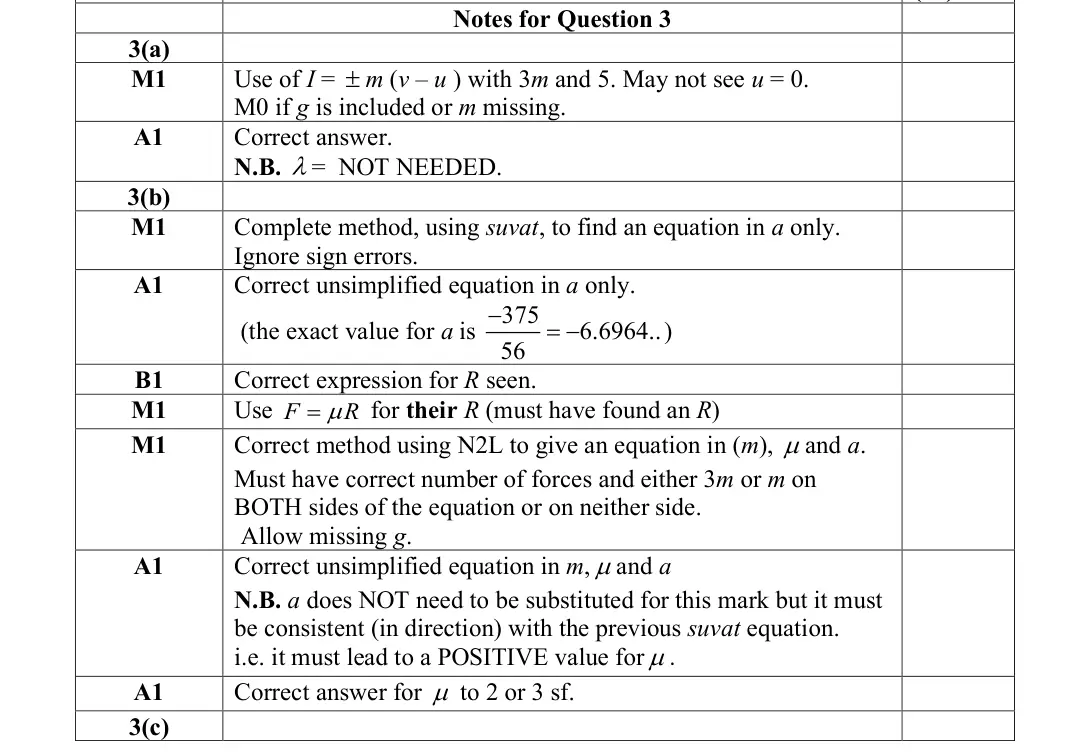 Notes for Question 3
3(a)
M1 Use of I = ± m (v – u ) with 3m and 5. May not see u = 0.
M0 if g is included or m missing.
A1 Correct answer.
N.B. λ = NOT NEEDED.
3(b)
M1 Complete method, using suvat, to find an equation in a only.
Ignore sign errors.
A1 Correct unsimplified equation in a only.
(the exact value for a is −375/56 = −6.6964.. )
B1 Correct expression for R seen.
M1 Use F = μR for their R (must have found an R)
M1 Correct method using N2L to give an equation in (m), μ and a.
Must have correct number of forces and either 3m or m on
BOTH sides of the equation or on neither side.
Allow missing g.
A1 Correct unsimplified equation in m, μ and a
N.B. a does NOT need to be substituted for this mark but it must
be consistent (in direction) with the previous suvat equation.
i.e. it must lead to a POSITIVE value for μ .
A1 Correct answer for μ to 2 or 3 sf.
3(c)